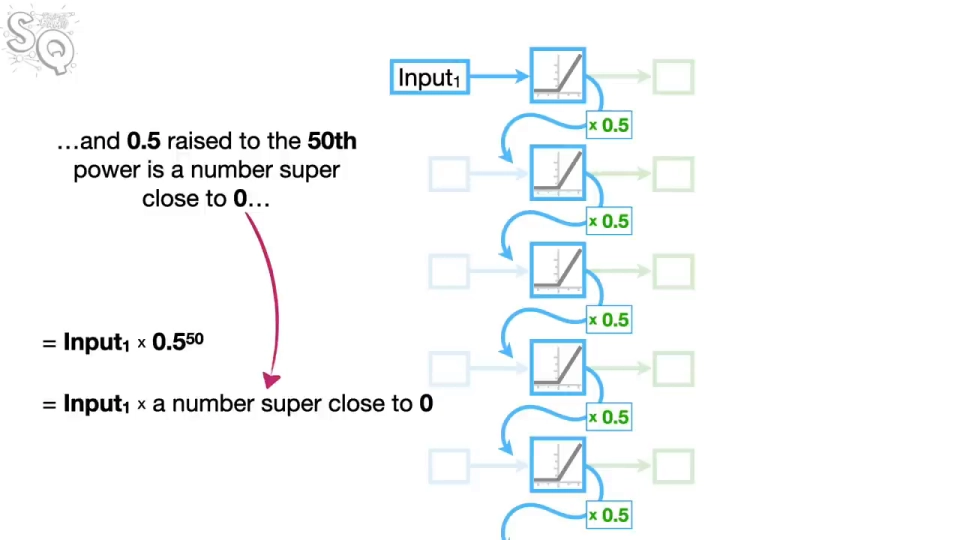 SQ
Input₁
…and 0.5 raised to the 50th
power is a number super
close to 0…
x 0.5
x 0.5
x 0.5
= Input₁ x 0.5⁵⁰
= Input₁ x a number super close to 0
x 0.5
x 0.5